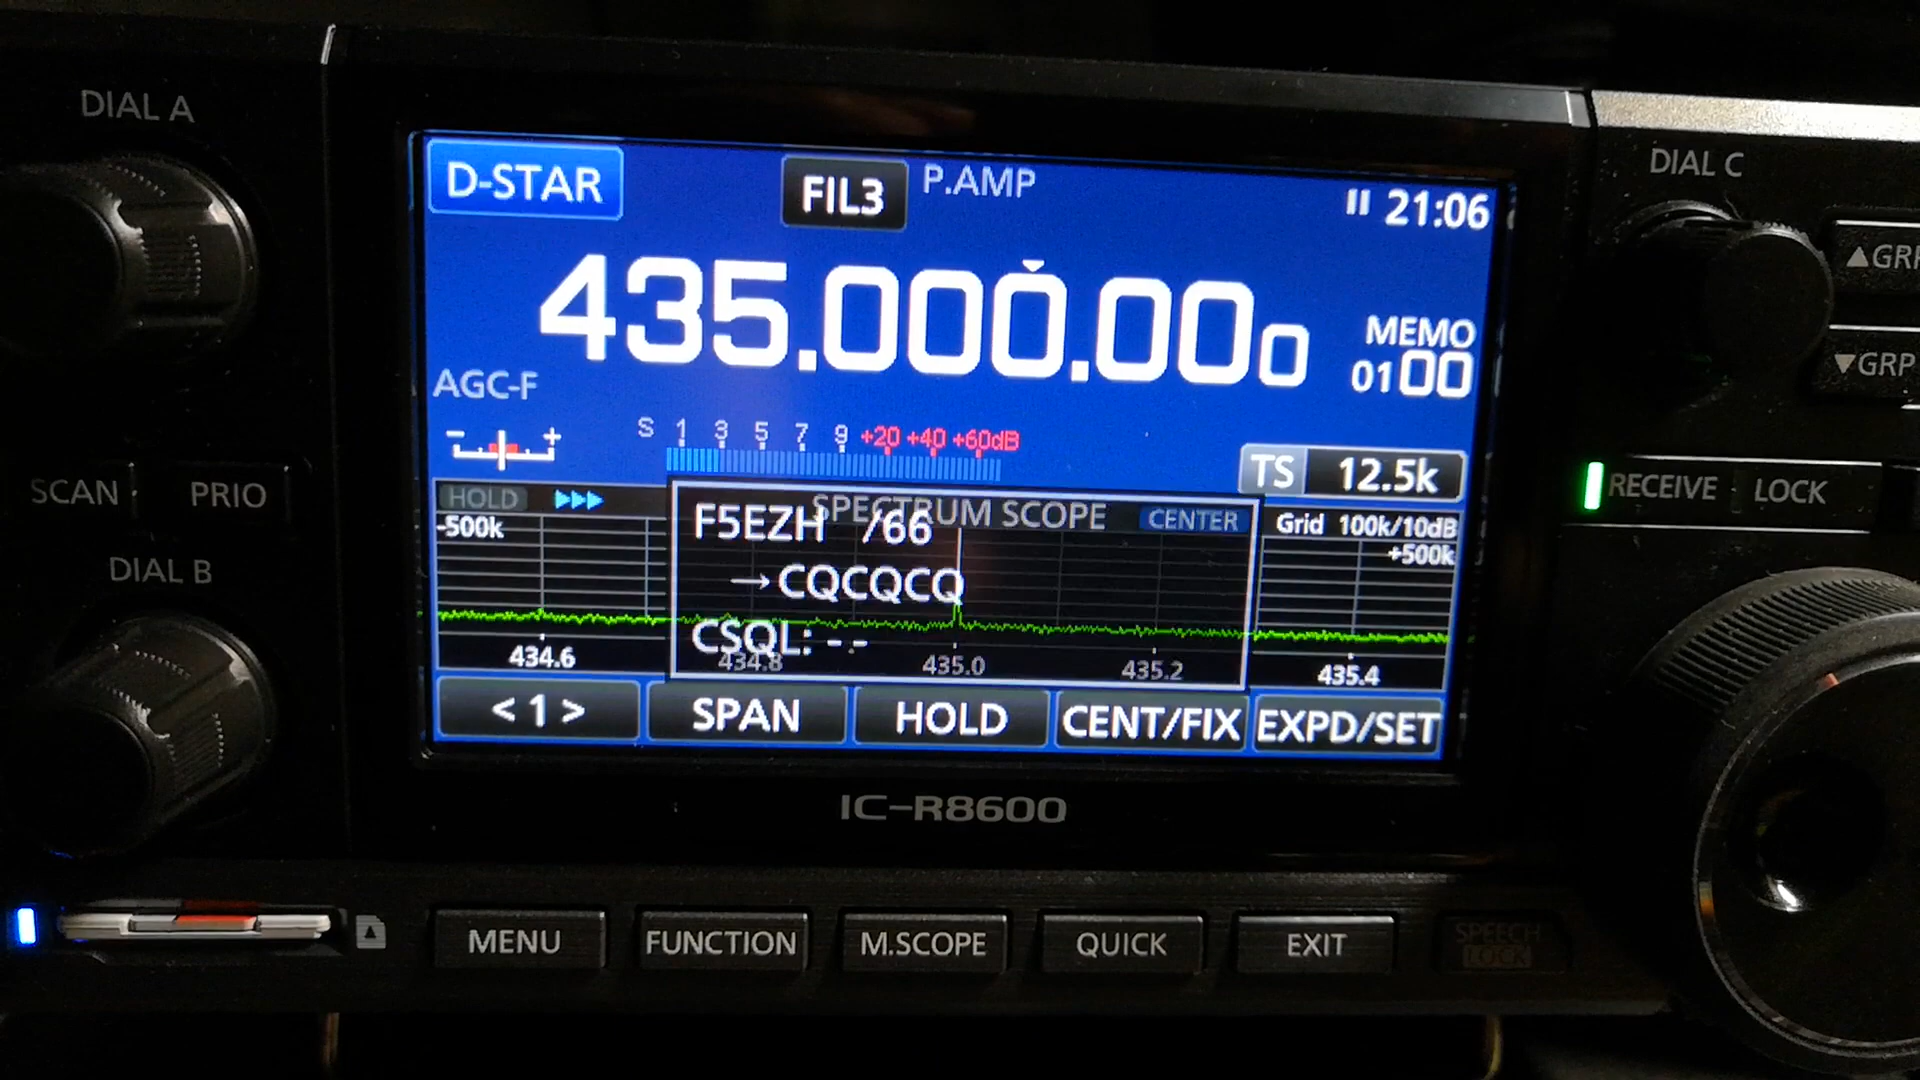 DIAL A
D-STAR
FIL3
P.AMP
21:06
DIAL C
▲GRP
435.000.000
MEMO
0100
▼GRP
AGC-F
S 1 3 5 7 9 +20 +40 +60dB
- +
TS 12.5k
SCAN
PRIO
RECEIVE
LOCK
HOLD
-500k
SPECTRUM SCOPE
CENTER
Grid 100k/10dB
+500k
F5EZH /66
→CQCQCQ
CSQL: --
DIAL B
434.6
434.8
435.0
435.2
435.4
< 1 >
SPAN
HOLD
CENT/FIX
EXPD/SET
IC-R8600
MENU
FUNCTION
M.SCOPE
QUICK
EXIT
SPEECH
LOCK